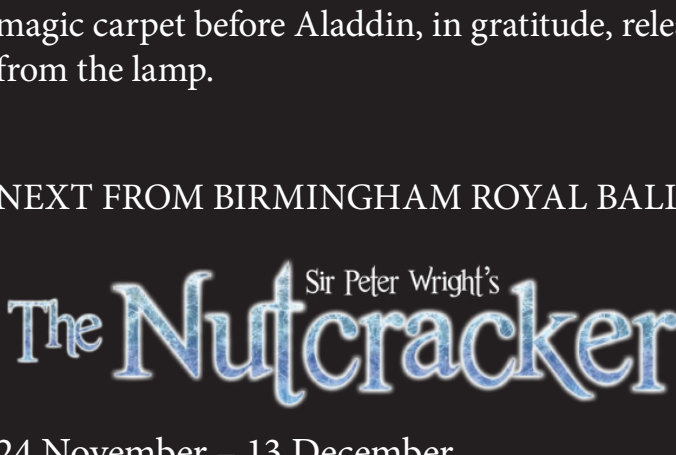 magic carpet before Aladdin, in gratitude, rele
from the lamp.
NEXT FROM BIRMINGHAM ROYAL BALL
Sir Peter Wright's
The Nutcracker
24 November – 13 December